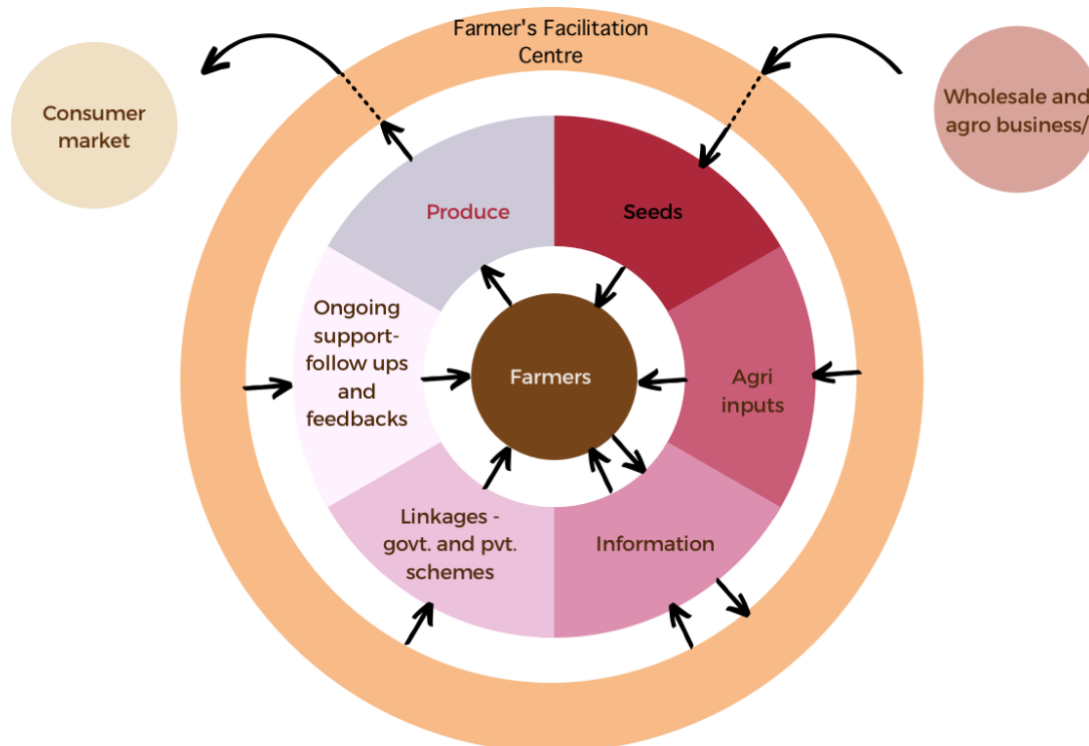 Farmer's Facilitation
Centre
Consumer
market
Wholesale and
agro business/
Produce
Seeds
Ongoing
support-
follow ups
and
feedbacks
Farmers
Agri
inputs
Linkages -
govt. and pvt.
schemes
Information